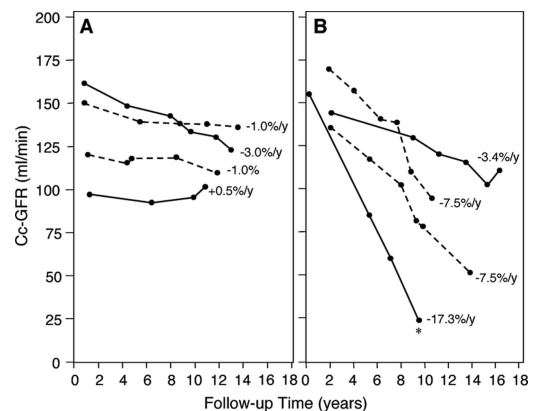 A
B
200
175
150
125
100
75
50
25
0
Cc-GFR (ml/min)
-1.0%/y
-3.0%/y
-1.0%
+0.5%/y
-3.4%/y
-7.5%/y
-7.5%/y
-17.3%/y
*
0 2 4 6 8 10 12 14 16 18
0 2 4 6 8 10 12 14 16 18
Follow-up Time (years)